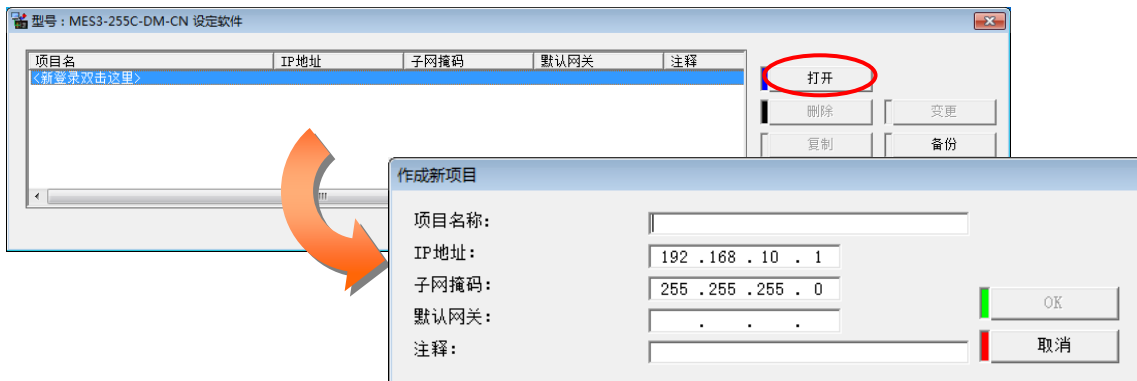 型号：MES3-255C-DM-CN 设定软件
项目名 IP地址 子网掩码 默认网关 注释
<新登录双击这里>
打开
删除 变更
复制 备份
作成新项目
项目名称:
IP地址: 192 .168 .10 . 1
子网掩码: 255 .255 .255 . 0
默认网关: . . .
注释:
OK
取消